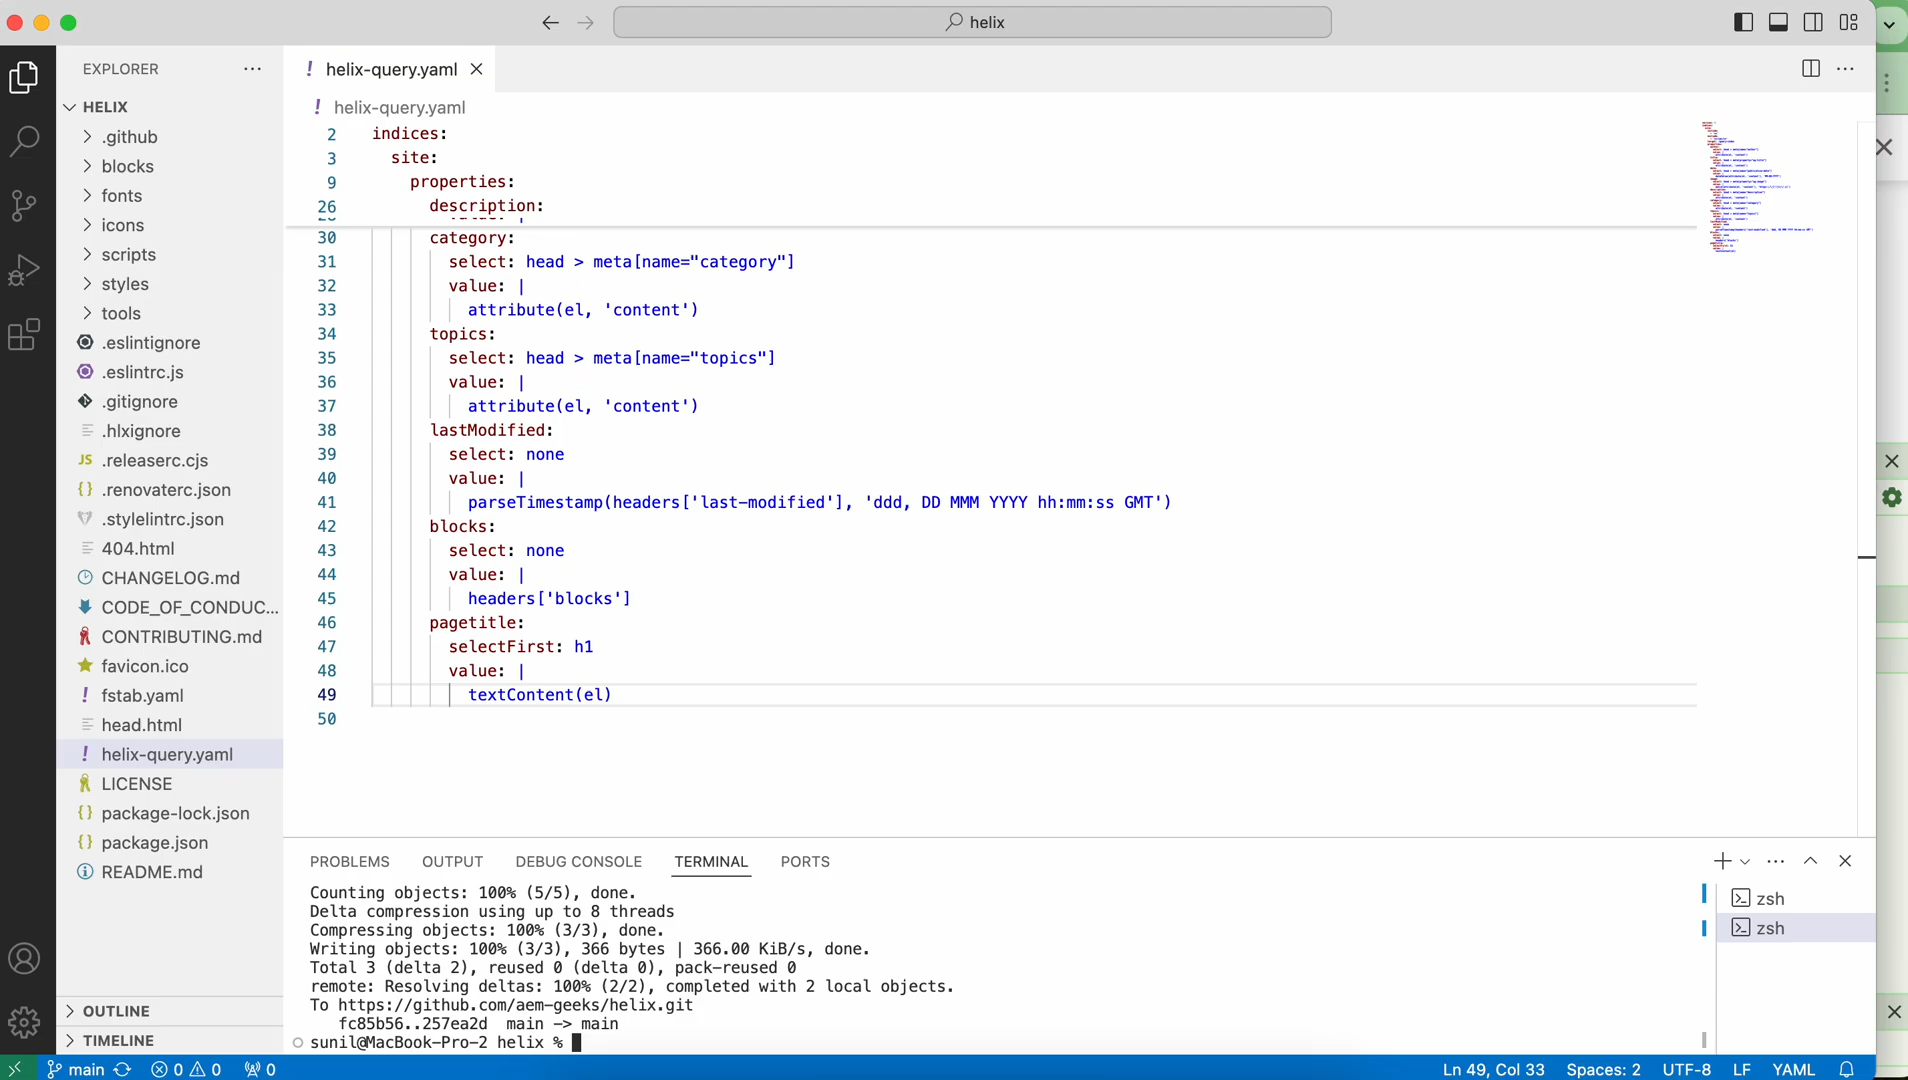 helix
EXPLORER
HELIX
.github
blocks
fonts
icons
scripts
styles
tools
.eslintignore
.eslintrc.js
.gitignore
.hlxignore
JS .releaserc.cjs
{} .renovaterc.json
.stylelintrc.json
404.html
CHANGELOG.md
CODE_OF_CONDUC...
CONTRIBUTING.md
favicon.ico
! fstab.yaml
head.html
! helix-query.yaml
LICENSE
{} package-lock.json
{} package.json
README.md
OUTLINE
TIMELINE
! helix-query.yaml
! helix-query.yaml
2 indices:
3 site:
9 properties:
26 description:
30 category:
31 select: head > meta[name="category"]
32 value: |
33 attribute(el, 'content')
34 topics:
35 select: head > meta[name="topics"]
36 value: |
37 attribute(el, 'content')
38 lastModified:
39 select: none
40 value: |
41 parseTimestamp(headers['last-modified'], 'ddd, DD MMM YYYY hh:mm:ss GMT')
42 blocks:
43 select: none
44 value: |
45 headers['blocks']
46 pagetitle:
47 selectFirst: h1
48 value: |
49 textContent(el)
50
PROBLEMS OUTPUT DEBUG CONSOLE TERMINAL PORTS
Counting objects: 100% (5/5), done.
Delta compression using up to 8 threads
Compressing objects: 100% (3/3), done.
Writing objects: 100% (3/3), 366 bytes | 366.00 KiB/s, done.
Total 3 (delta 2), reused 0 (delta 0), pack-reused 0
remote: Resolving deltas: 100% (2/2), completed with 2 local objects.
To https://github.com/aem-geeks/helix.git
fc85b56..257ea2d main -> main
sunil@MacBook-Pro-2 helix %
zsh
zsh
main 0 0 0 Ln 49, Col 33 Spaces: 2 UTF-8 LF YAML